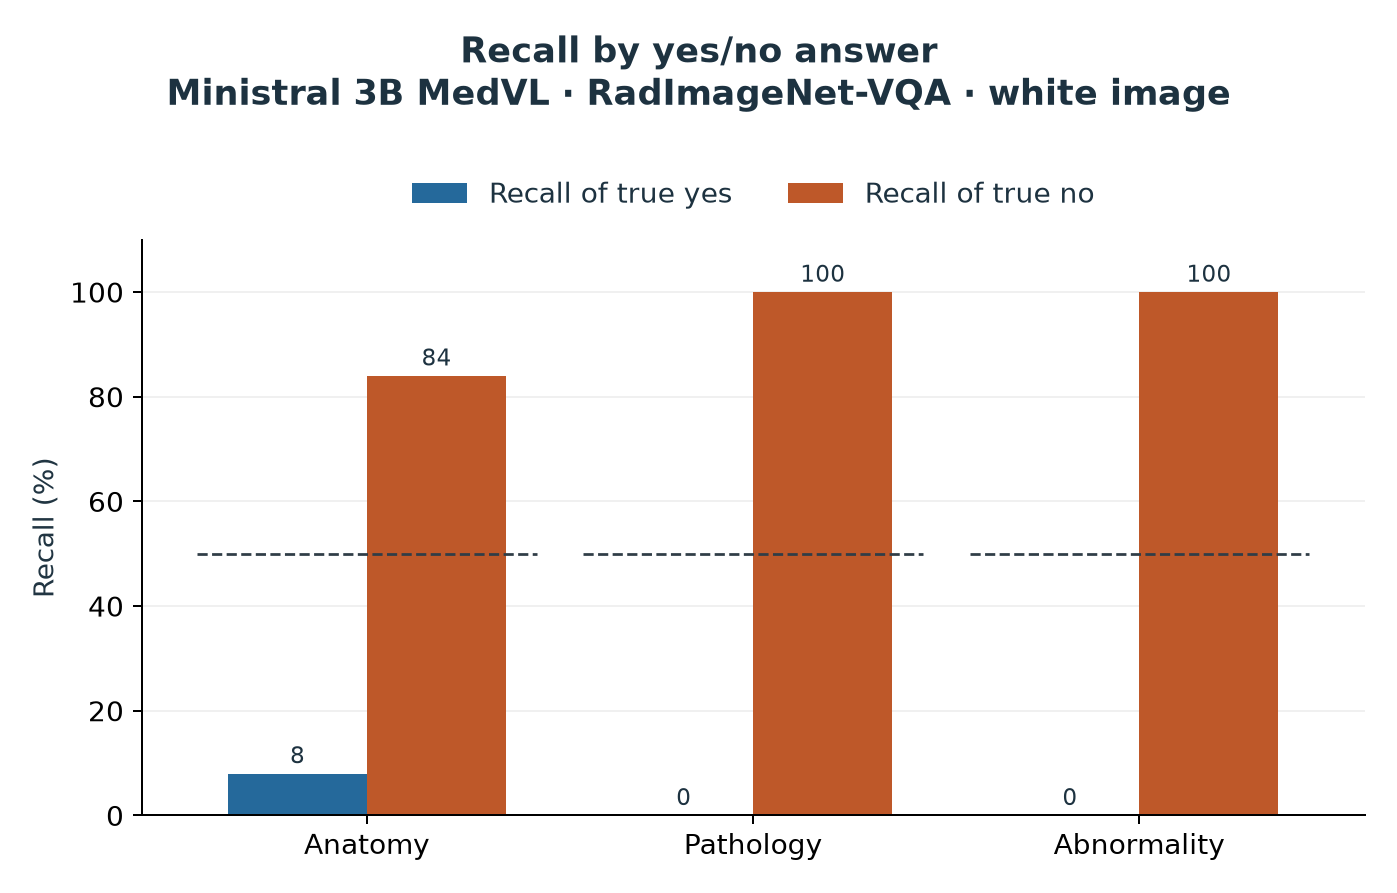 Recall by yes/no answer
Ministral 3B MedVL · RadImageNet-VQA · white image
Recall of true yes
Recall of true no
Recall (%)
100
80
60
40
20
0
8
84
0
100
0
100
Anatomy
Pathology
Abnormality